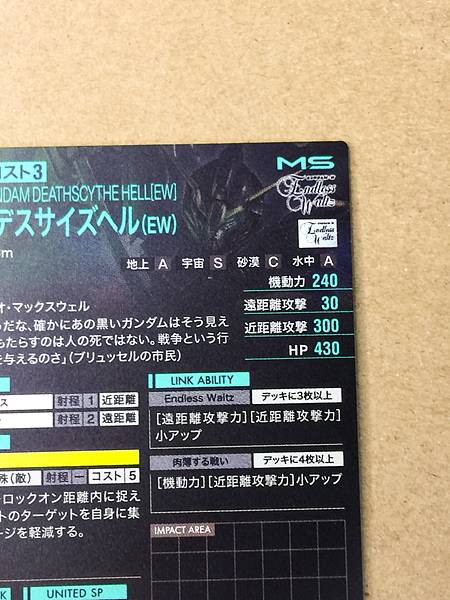 コスト3
MS
NDAM DEATHSCYTHE HELL[EW]
デスサイズヘル(EW)
Endless
Waltz
Endless
Waltz
m
地上 A 宇宙 S 砂漠 C 水中 A
機動力 240
遠距離攻撃 30
近距離攻撃 300
HP 430
オ・マックスウェル
うだな、確かにあの黒いガンダムはそう見え
もたらすのは人の死ではない。戦争という行
を与えるのさ」(ブリュッセルの市民)
ス 射程 1 近距離
射程 2 遠距離
殊(敵) 射程 ー コスト 5
ロックオン距離内に捉え
トのターゲットを自身に集
ージを軽減する。
LINK ABILITY
Endless Waltz デッキに3枚以上
[遠距離攻撃力][近距離攻撃力]
小アップ
肉薄する戦い デッキに4枚以上
[機動力][近距離攻撃力]小アップ
IMPACT AREA
K
UNITED SP